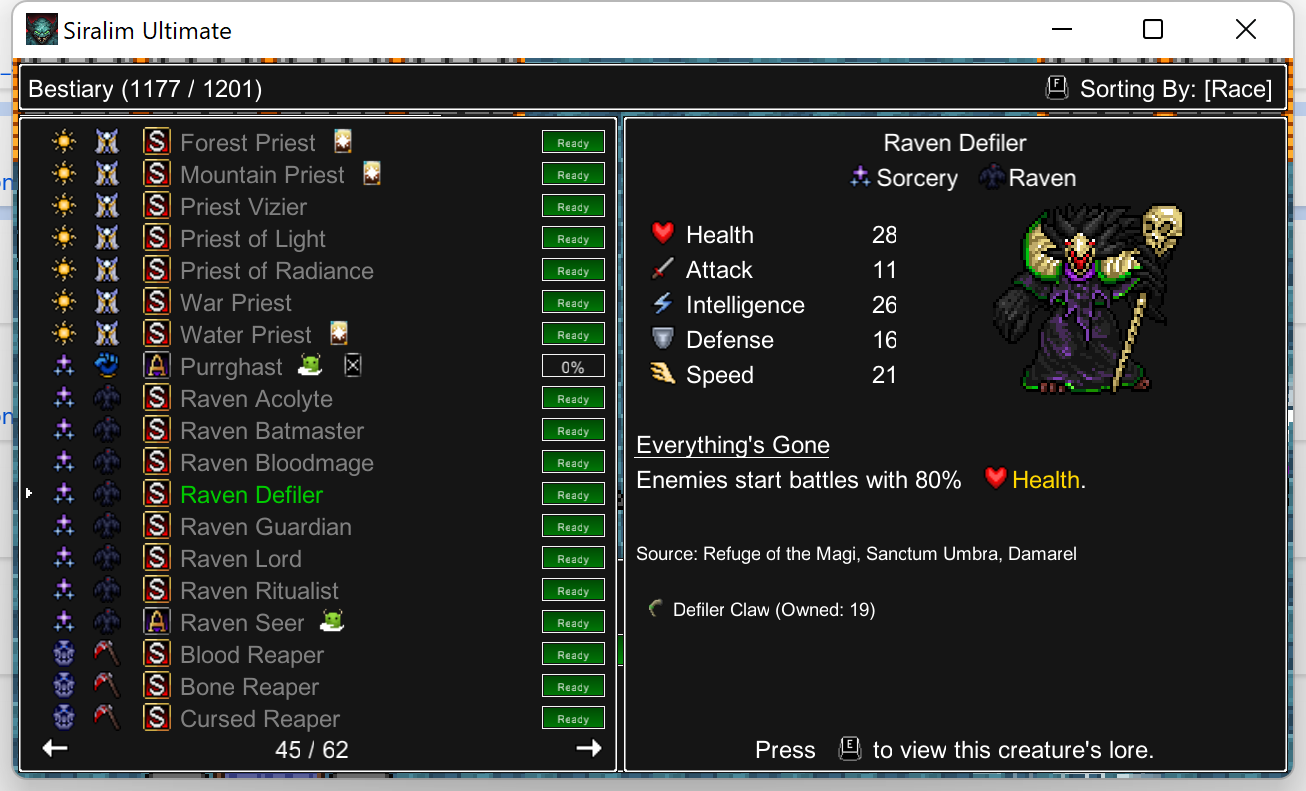 Siralim Ultimate
Bestiary (1177 / 1201)
F Sorting By: [Race]
S Forest Priest Ready
S Mountain Priest Ready
S Priest Vizier Ready
S Priest of Light Ready
S Priest of Radiance Ready
S War Priest Ready
S Water Priest Ready
A Purrghast 0%
S Raven Acolyte Ready
S Raven Batmaster Ready
S Raven Bloodmage Ready
S Raven Defiler Ready
S Raven Guardian Ready
S Raven Lord Ready
S Raven Ritualist Ready
A Raven Seer Ready
S Blood Reaper Ready
S Bone Reaper Ready
S Cursed Reaper Ready
45 / 62
Raven Defiler
Sorcery Raven
Health 28
Attack 11
Intelligence 26
Defense 16
Speed 21
Everything's Gone
Enemies start battles with 80% Health.
Source: Refuge of the Magi, Sanctum Umbra, Damarel
Defiler Claw (Owned: 19)
Press E to view this creature's lore.